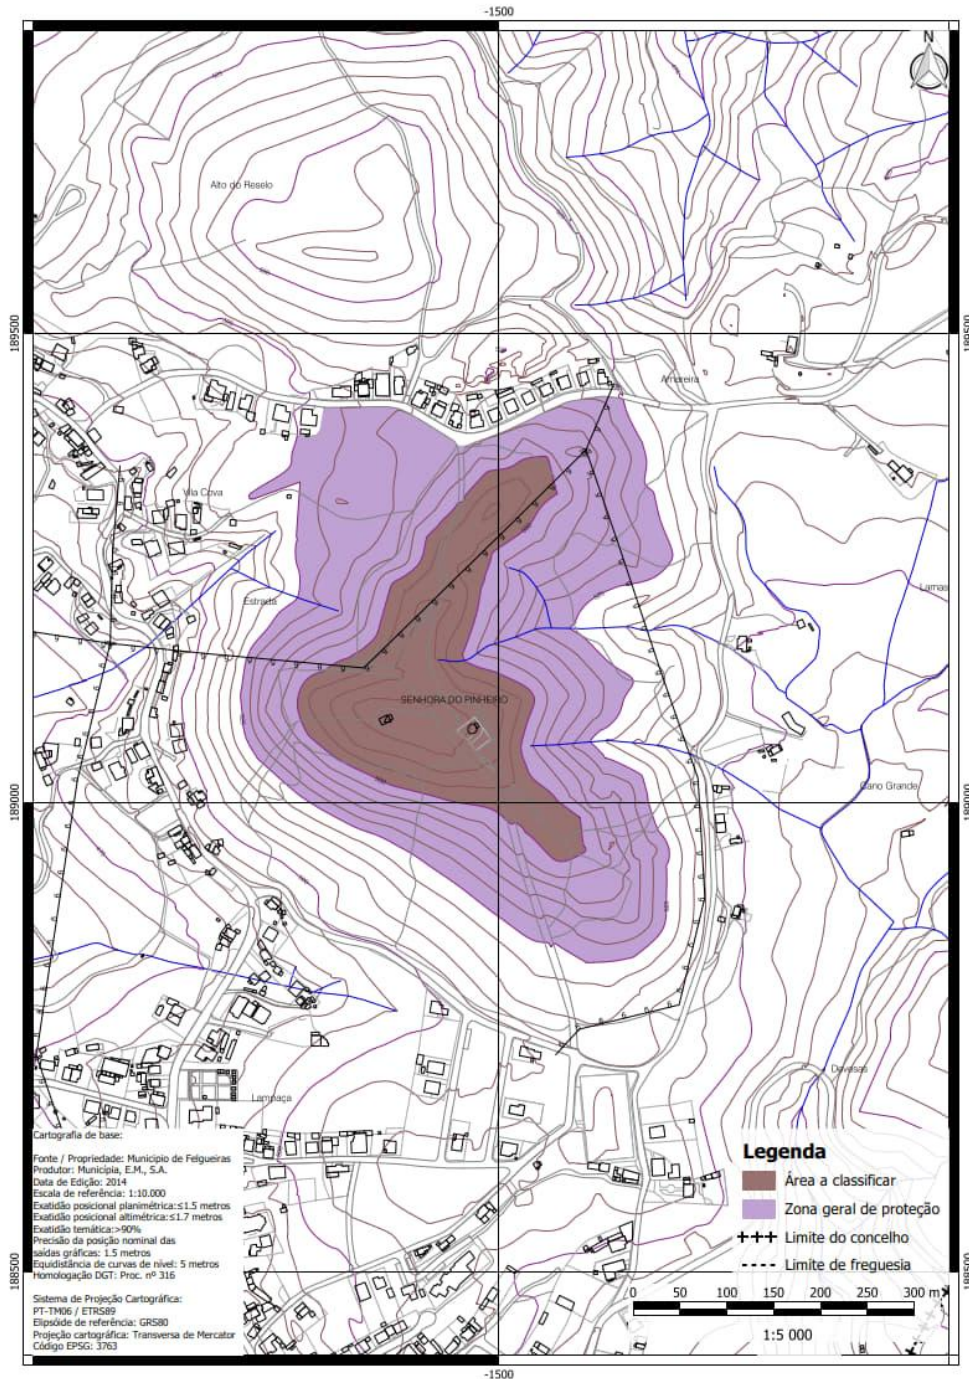 -1500
N
Alto do Reselo
189500
189500
Amoreira
Vila Cova
Estrada
SENHORA DO PINHEIRO
189000
189000
Cano Grande
Devesas
Lampaça
Cartografia de base:
Fonte / Propriedade: Município de Felgueiras
Produtor: Municípia, E.M., S.A.
Data de Edição: 2014
Escala de referência: 1:10.000
Exatidão posicional planimétrica:≤1.5 metros
Exatidão posicional altimétrica:≤1.7 metros
Exatidão temática:>90%
Precisão da posição nominal das
saídas gráficas: 1.5 metros
Equidistância de curvas de nível: 5 metros
Homologação DGT: Proc. nº 316
Sistema de Projeção Cartográfica:
PT-TM06 / ETRS89
Elipsóide de referência: GRS80
Projeção cartográfica: Transversa de Mercator
Código EPSG: 3763
Legenda
Área a classificar
Zona geral de proteção
Limite do concelho
Limite de freguesia
188500
188500
0 50 100 150 200 250 300 m
1:5 000
-1500